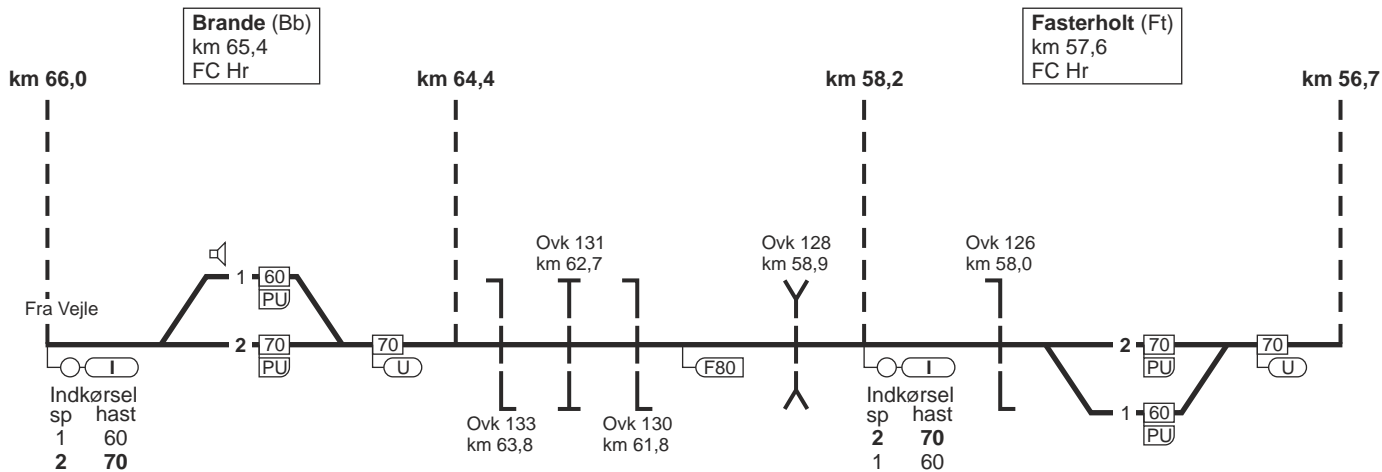 Brande (Bb)
km 65,4
FC Hr
Fasterholt (Ft)
km 57,6
FC Hr
km 66,0
km 64,4
km 58,2
km 56,7
Ovk 131
km 62,7
Ovk 128
km 58,9
Ovk 126
km 58,0
1 60
PU
Fra Vejle
2 70
PU
70
U
F80
2 70
PU
70
U
1 60
PU
I
Indkørsel
sp hast
1 60
2 70
Ovk 133
km 63,8
Ovk 130
km 61,8
I
Indkørsel
sp hast
2 70
1 60